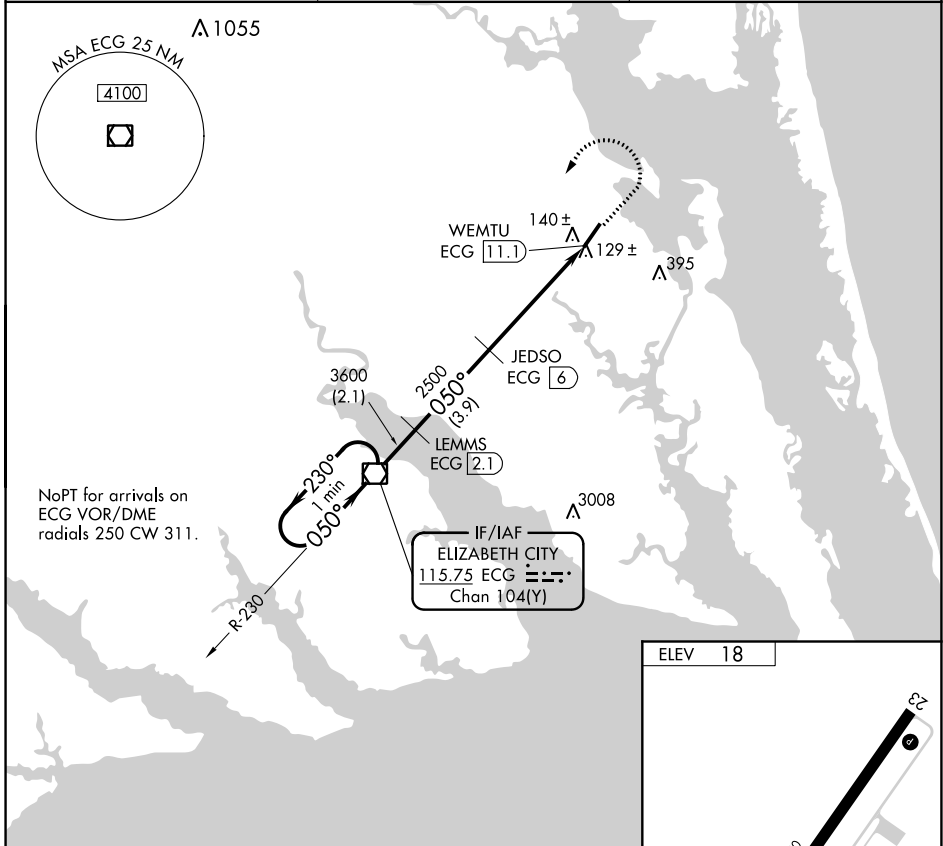 1055
MSA ECG 25 NM
4100
WEMTU
ECG 11.1
140 ±
129 ±
395
JEDSO
ECG 6
3600
(2.1)
2500
050°
(3.9)
LEMMS
ECG 2.1
230°
1 min
050°
NoPT for arrivals on
ECG VOR/DME
radials 250 CW 311.
3008
IF/IAF
ELIZABETH CITY
115.75 ECG
Chan 104(Y)
R-230
ELEV 18
23
P